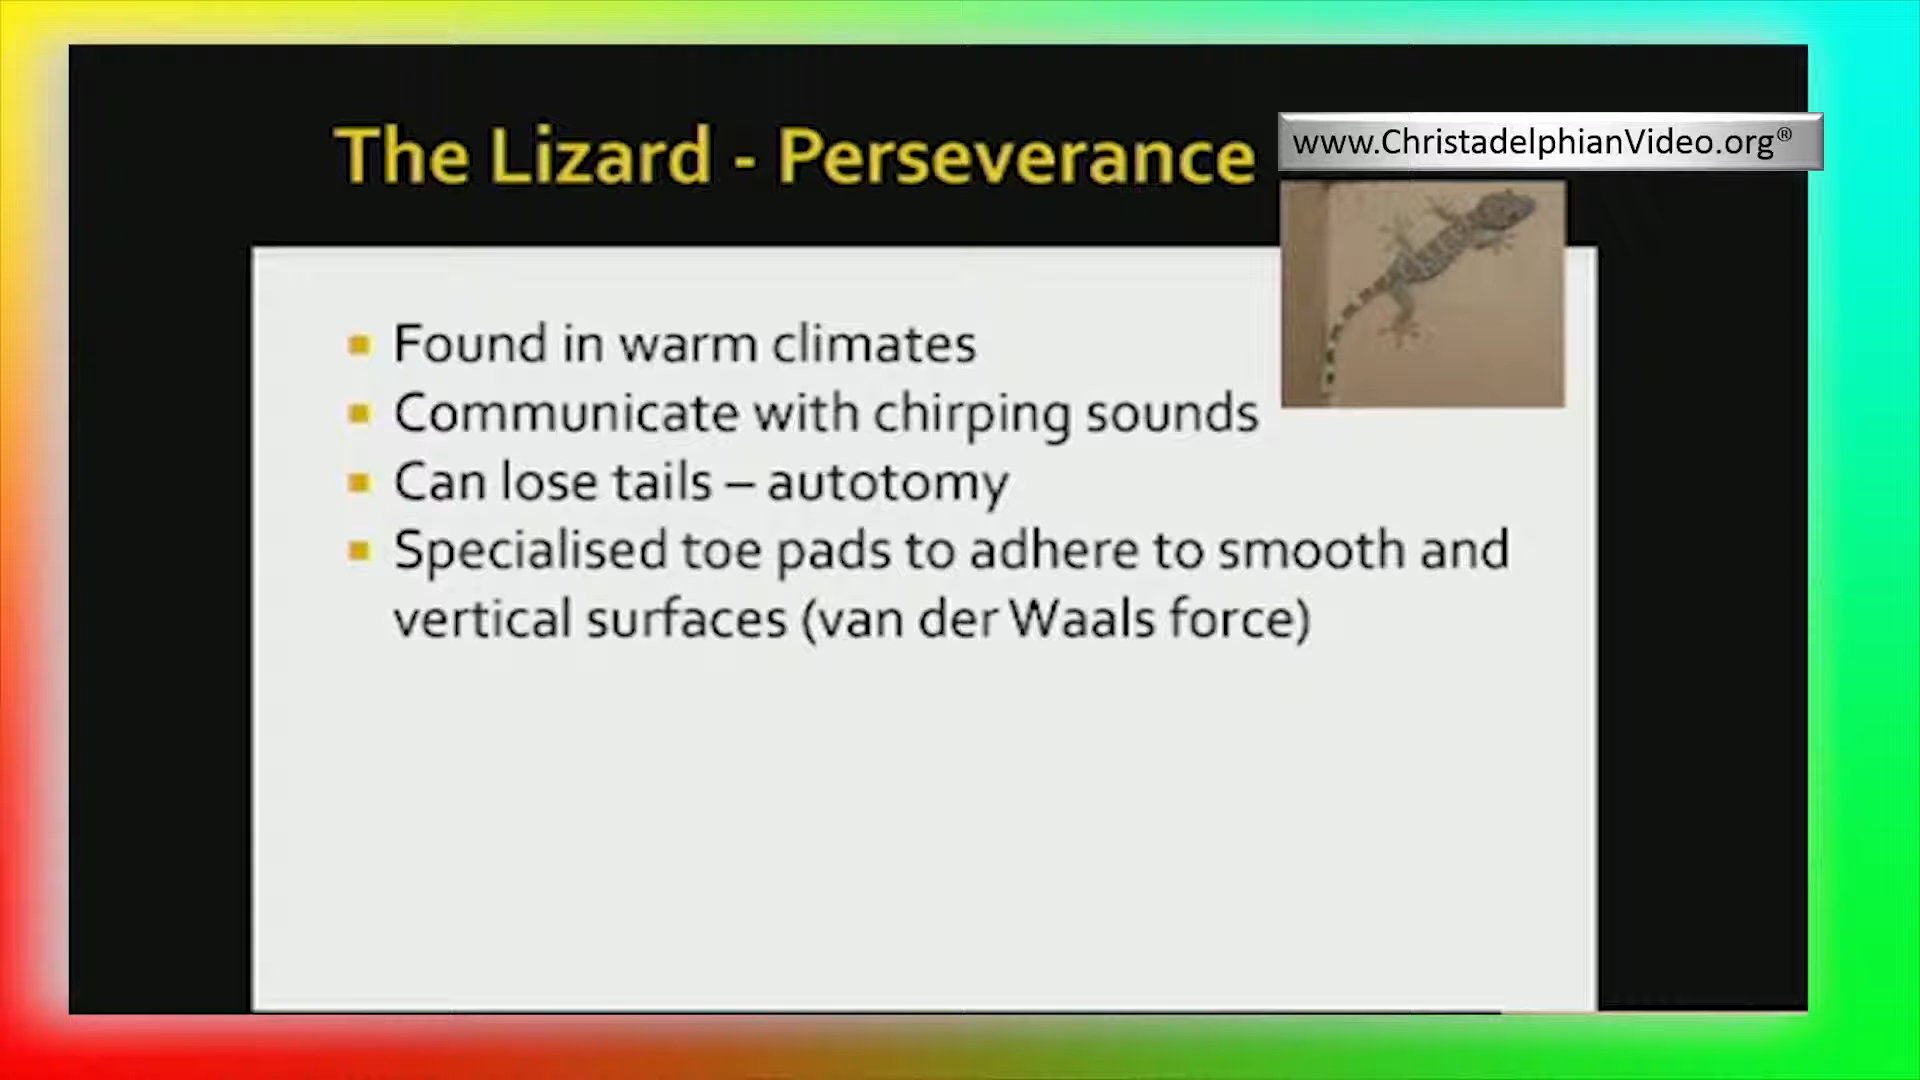 The Lizard - Perseverance
www.ChristadelphianVideo.org®
Found in warm climates
Communicate with chirping sounds
Can lose tails – autotomy
Specialised toe pads to adhere to smooth and
vertical surfaces (van der Waals force)